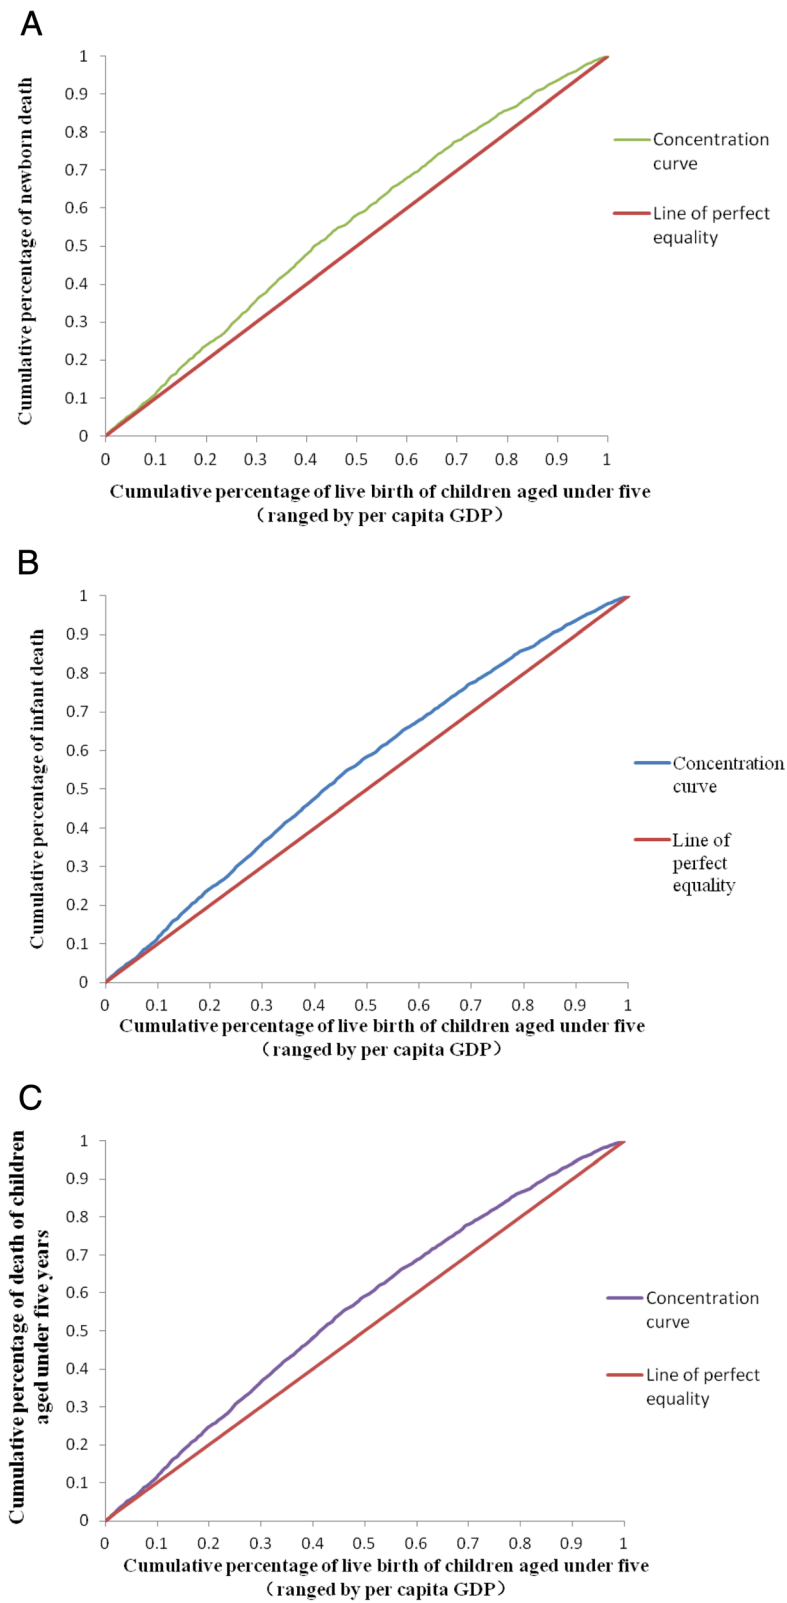 A
Cumulative percentage of newborn death
1
0.9
0.8
0.7
0.6
0.5
0.4
0.3
0.2
0.1
0
0 0.1 0.2 0.3 0.4 0.5 0.6 0.7 0.8 0.9 1
Cumulative percentage of live birth of children aged under five
（ranged by per capita GDP）
Concentration
curve
Line of perfect
equality
B
Cumulative percentage of infant death
1
0.9
0.8
0.7
0.6
0.5
0.4
0.3
0.2
0.1
0
0 0.1 0.2 0.3 0.4 0.5 0.6 0.7 0.8 0.9 1
Cumulative percentage of live birth of children aged under five
（ranged by per capita GDP）
Concentration
curve
Line of
perfect
equality
C
Cumulative percentage of death of children
aged under five years
1
0.9
0.8
0.7
0.6
0.5
0.4
0.3
0.2
0.1
0
0 0.1 0.2 0.3 0.4 0.5 0.6 0.7 0.8 0.9 1
Cumulative percentage of live birth of children aged under five
（ranged by per capita GDP）
Concentration
curve
Line of perfect
equality